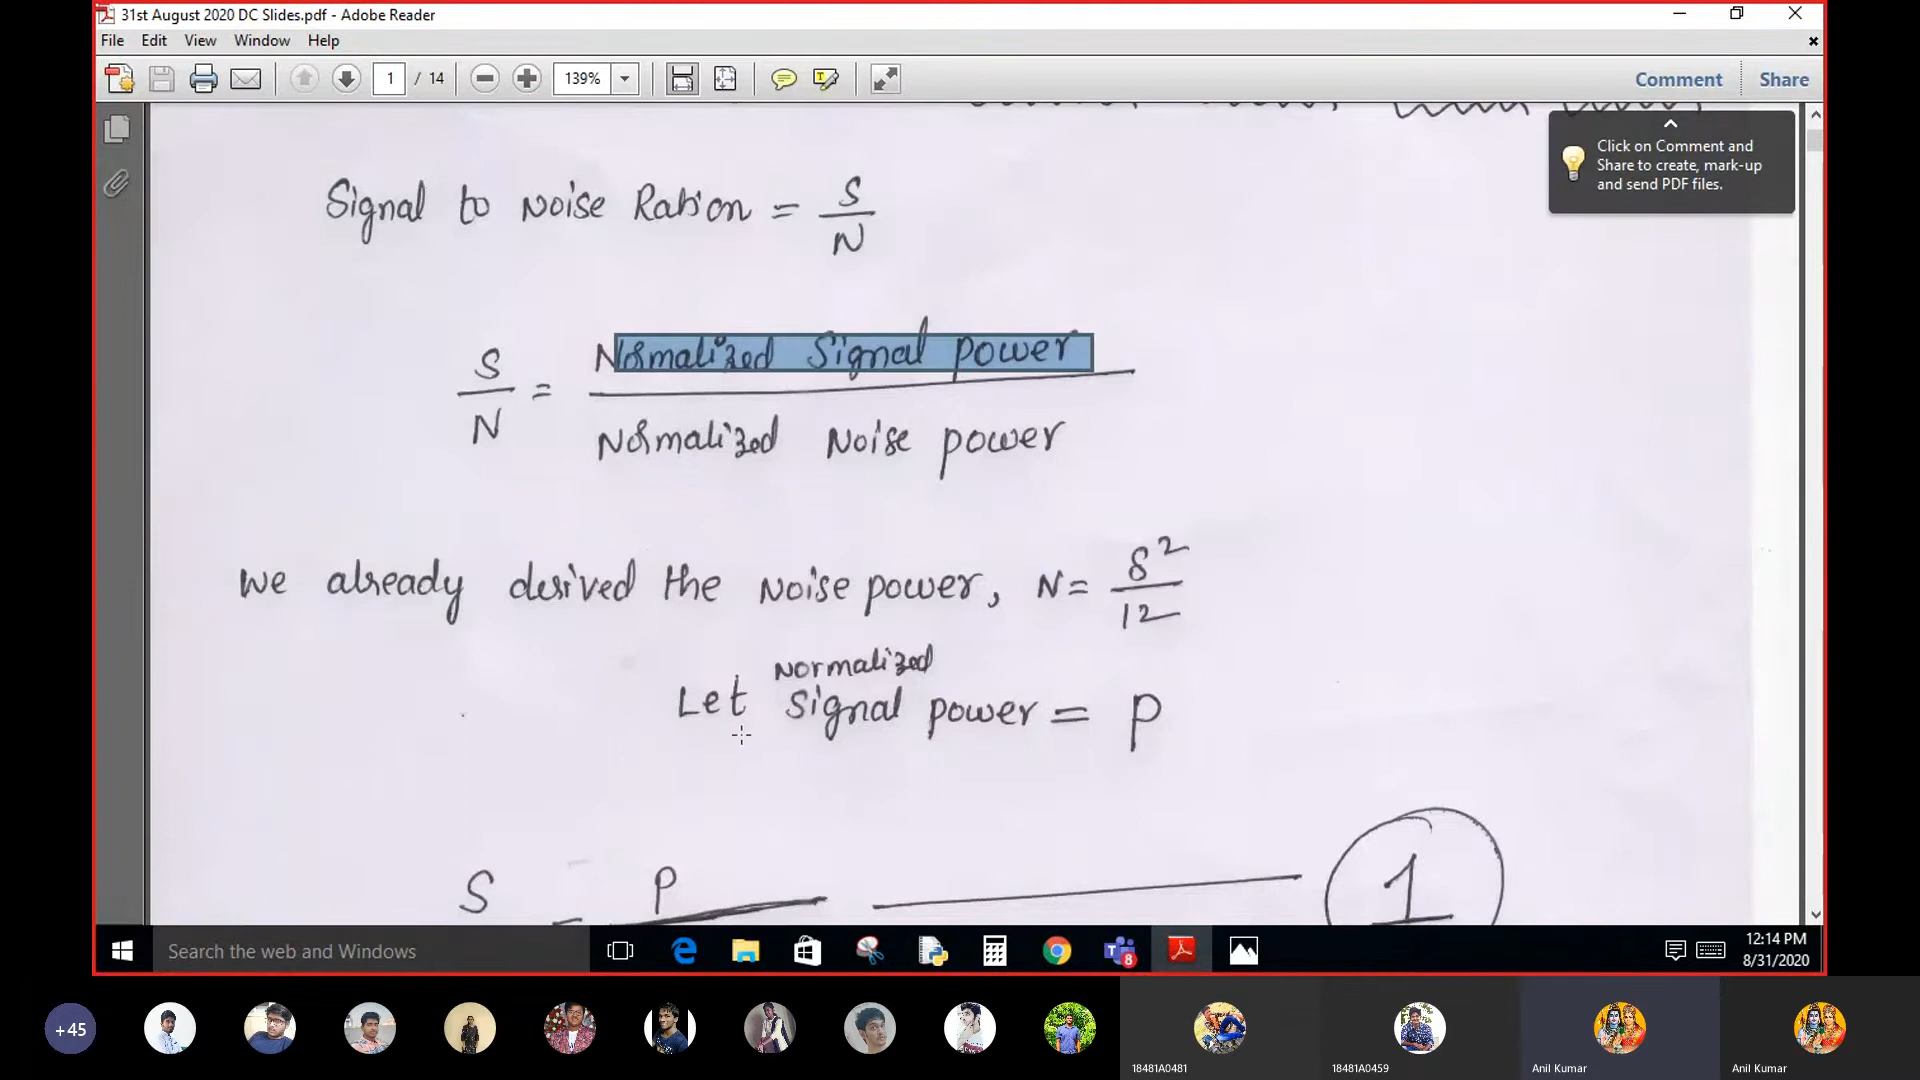 31st August 2020 DC Slides.pdf - Adobe Reader
File Edit View Window Help
1 / 14 139% Comment Share
Click on Comment and
Share to create, mark-up
and send PDF files.
Signal to Noise Ration = S/N
S/N = Normalized Signal power / Normalized Noise power
We already derived the Noise power, N = δ²/12
Normalized
Let Signal power = P
S = P 1
Search the web and Windows
8
12:14 PM
8/31/2020
+45
18481A0481 18481A0459 Anil Kumar Anil Kumar